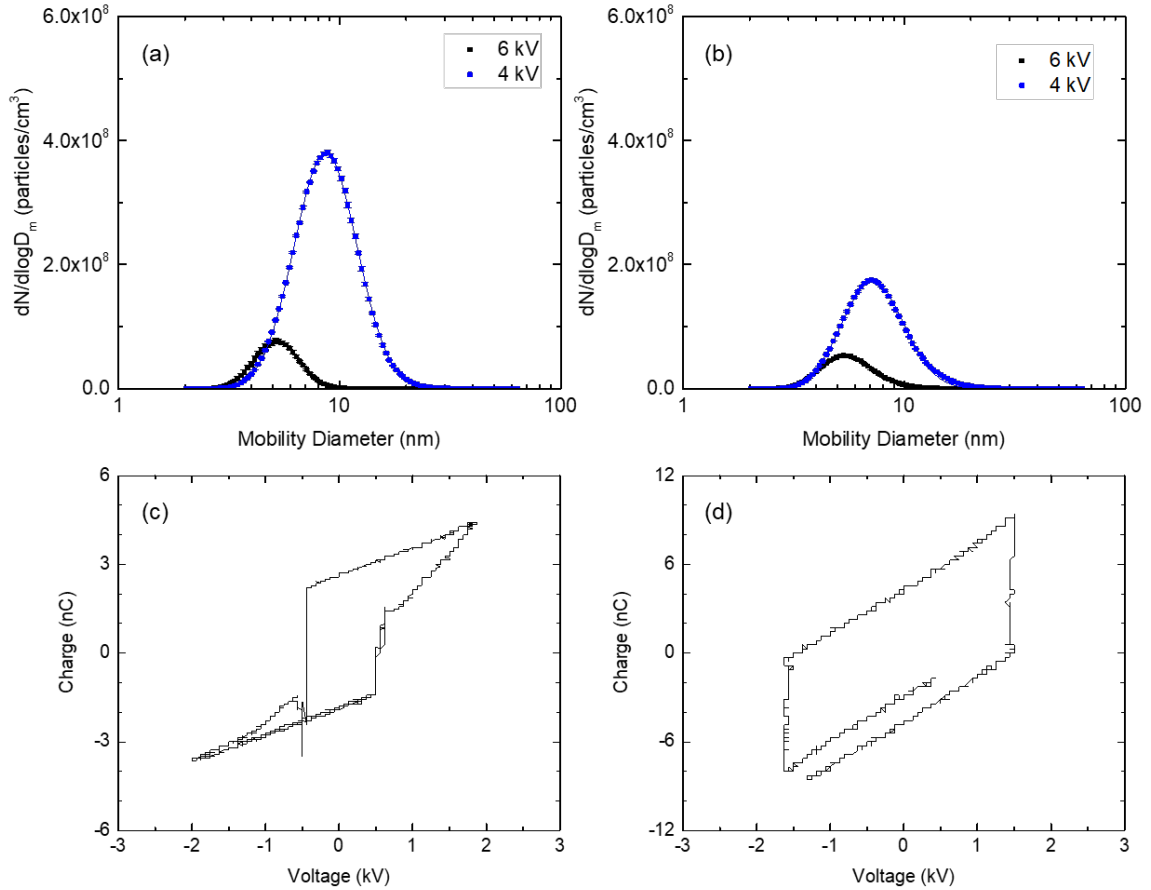 (a)
6 kV
4 kV
6.0x10⁸
4.0x10⁸
2.0x10⁸
0.0
dN/dlogDₘ (particles/cm³)
1 10 100
Mobility Diameter (nm)
(b)
6 kV
4 kV
6.0x10⁸
4.0x10⁸
2.0x10⁸
0.0
dN/dlogDₘ (particles/cm³)
1 10 100
Mobility Diameter (nm)
(c)
6
3
0
-3
-6
Charge (nC)
-3 -2 -1 0 1 2 3
Voltage (kV)
(d)
12
6
0
-6
-12
Charge (nC)
-3 -2 -1 0 1 2 3
Voltage (kV)